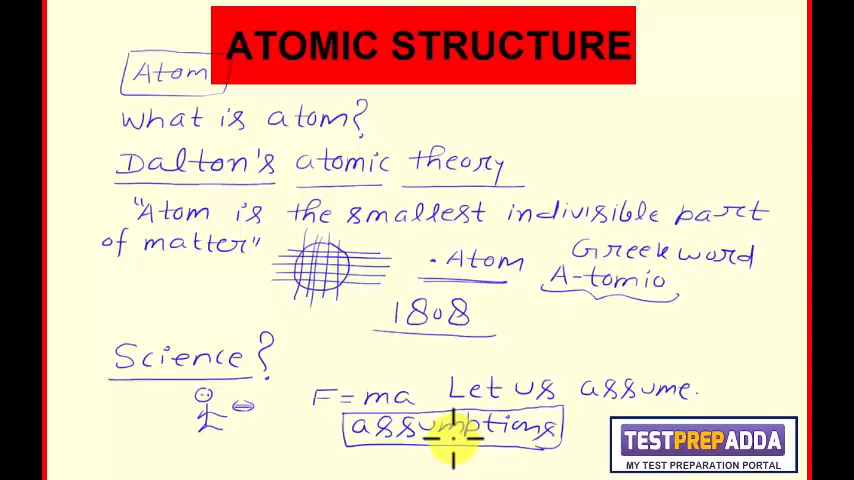 ATOMIC STRUCTURE
Atom
What is atom?
Dalton's atomic theory
"Atom is the smallest indivisible part
of matter"
. Atom
Greek word
A-tomio
1808
Science?
F = ma Let us assume.
assumptions
TESTPREPADDA
MY TEST PREPARATION PORTAL